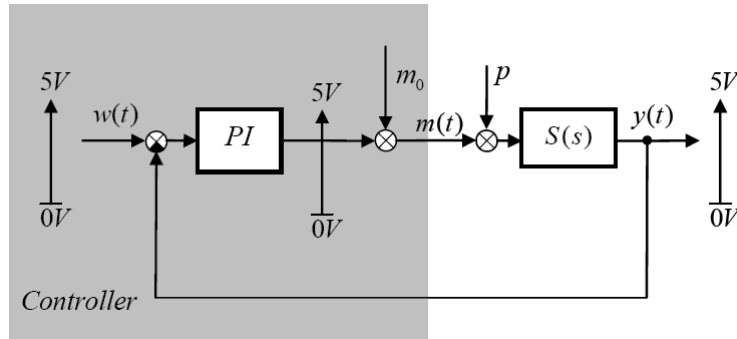 5V
w(t)
0V
PI
5V
0V
m₀
m(t)
p
S(s)
y(t)
5V
0V
Controller